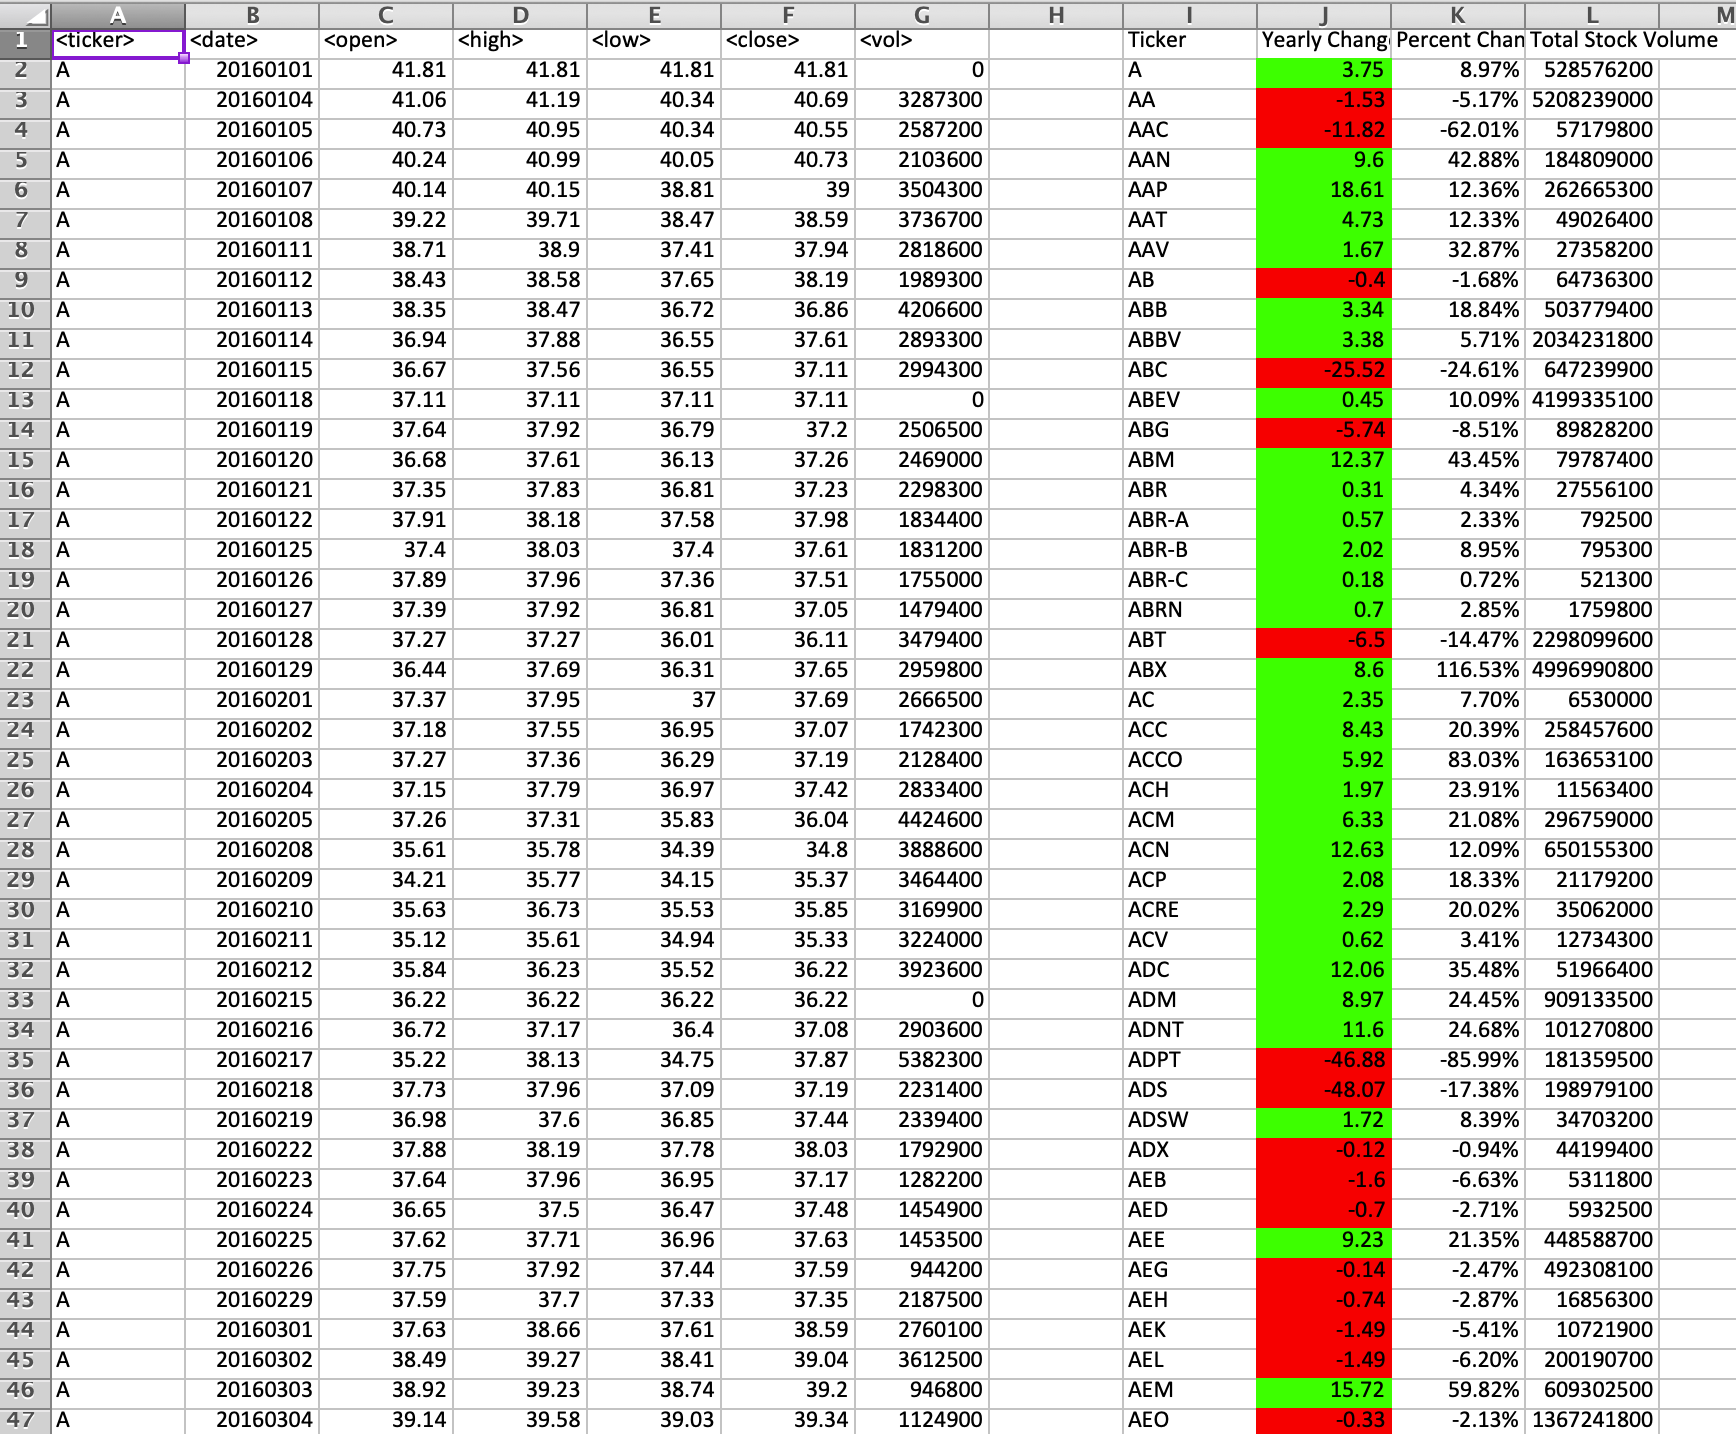 A B C D E F G H I J K L M
1 <ticker> <date> <open> <high> <low> <close> <vol> Ticker Yearly Chang Percent Chan Total Stock Volume
2 A 20160101 41.81 41.81 41.81 41.81 0 A 3.75 8.97% 528576200
3 A 20160104 41.06 41.19 40.34 40.69 3287300 AA -1.53 -5.17% 5208239000
4 A 20160105 40.73 40.95 40.34 40.55 2587200 AAC -11.82 -62.01% 57179800
5 A 20160106 40.24 40.99 40.05 40.73 2103600 AAN 9.6 42.88% 184809000
6 A 20160107 40.14 40.15 38.81 39 3504300 AAP 18.61 12.36% 262665300
7 A 20160108 39.22 39.71 38.47 38.59 3736700 AAT 4.73 12.33% 49026400
8 A 20160111 38.71 38.9 37.41 37.94 2818600 AAV 1.67 32.87% 27358200
9 A 20160112 38.43 38.58 37.65 38.19 1989300 AB -0.4 -1.68% 64736300
10 A 20160113 38.35 38.47 36.72 36.86 4206600 ABB 3.34 18.84% 503779400
11 A 20160114 36.94 37.88 36.55 37.61 2893300 ABBV 3.38 5.71% 2034231800
12 A 20160115 36.67 37.56 36.55 37.11 2994300 ABC -25.52 -24.61% 647239900
13 A 20160118 37.11 37.11 37.11 37.11 0 ABEV 0.45 10.09% 4199335100
14 A 20160119 37.64 37.92 36.79 37.2 2506500 ABG -5.74 -8.51% 89828200
15 A 20160120 36.68 37.61 36.13 37.26 2469000 ABM 12.37 43.45% 79787400
16 A 20160121 37.35 37.83 36.81 37.23 2298300 ABR 0.31 4.34% 27556100
17 A 20160122 37.91 38.18 37.58 37.98 1834400 ABR-A 0.57 2.33% 792500
18 A 20160125 37.4 38.03 37.4 37.61 1831200 ABR-B 2.02 8.95% 795300
19 A 20160126 37.89 37.96 37.36 37.51 1755000 ABR-C 0.18 0.72% 521300
20 A 20160127 37.39 37.92 36.81 37.05 1479400 ABRN 0.7 2.85% 1759800
21 A 20160128 37.27 37.27 36.01 36.11 3479400 ABT -6.5 -14.47% 2298099600
22 A 20160129 36.44 37.69 36.31 37.65 2959800 ABX 8.6 116.53% 4996990800
23 A 20160201 37.37 37.95 37 37.69 2666500 AC 2.35 7.70% 6530000
24 A 20160202 37.18 37.55 36.95 37.07 1742300 ACC 8.43 20.39% 258457600
25 A 20160203 37.27 37.36 36.29 37.19 2128400 ACCO 5.92 83.03% 163653100
26 A 20160204 37.15 37.79 36.97 37.42 2833400 ACH 1.97 23.91% 11563400
27 A 20160205 37.26 37.31 35.83 36.04 4424600 ACM 6.33 21.08% 296759000
28 A 20160208 35.61 35.78 34.39 34.8 3888600 ACN 12.63 12.09% 650155300
29 A 20160209 34.21 35.77 34.15 35.37 3464400 ACP 2.08 18.33% 21179200
30 A 20160210 35.63 36.73 35.53 35.85 3169900 ACRE 2.29 20.02% 35062000
31 A 20160211 35.12 35.61 34.94 35.33 3224000 ACV 0.62 3.41% 12734300
32 A 20160212 35.84 36.23 35.52 36.22 3923600 ADC 12.06 35.48% 51966400
33 A 20160215 36.22 36.22 36.22 36.22 0 ADM 8.97 24.45% 909133500
34 A 20160216 36.72 37.17 36.4 37.08 2903600 ADNT 11.6 24.68% 101270800
35 A 20160217 35.22 38.13 34.75 37.87 5382300 ADPT -46.88 -85.99% 181359500
36 A 20160218 37.73 37.96 37.09 37.19 2231400 ADS -48.07 -17.38% 198979100
37 A 20160219 36.98 37.6 36.85 37.44 2339400 ADSW 1.72 8.39% 34703200
38 A 20160222 37.88 38.19 37.78 38.03 1792900 ADX -0.12 -0.94% 44199400
39 A 20160223 37.64 37.96 36.95 37.17 1282200 AEB -1.6 -6.63% 5311800
40 A 20160224 36.65 37.5 36.47 37.48 1454900 AED -0.7 -2.71% 5932500
41 A 20160225 37.62 37.71 36.96 37.63 1453500 AEE 9.23 21.35% 448588700
42 A 20160226 37.75 37.92 37.44 37.59 944200 AEG -0.14 -2.47% 492308100
43 A 20160229 37.59 37.7 37.33 37.35 2187500 AEH -0.74 -2.87% 16856300
44 A 20160301 37.63 38.66 37.61 38.59 2760100 AEK -1.49 -5.41% 10721900
45 A 20160302 38.49 39.27 38.41 39.04 3612500 AEL -1.49 -6.20% 200190700
46 A 20160303 38.92 39.23 38.74 39.2 946800 AEM 15.72 59.82% 609302500
47 A 20160304 39.14 39.58 39.03 39.34 1124900 AEO -0.33 -2.13% 1367241800